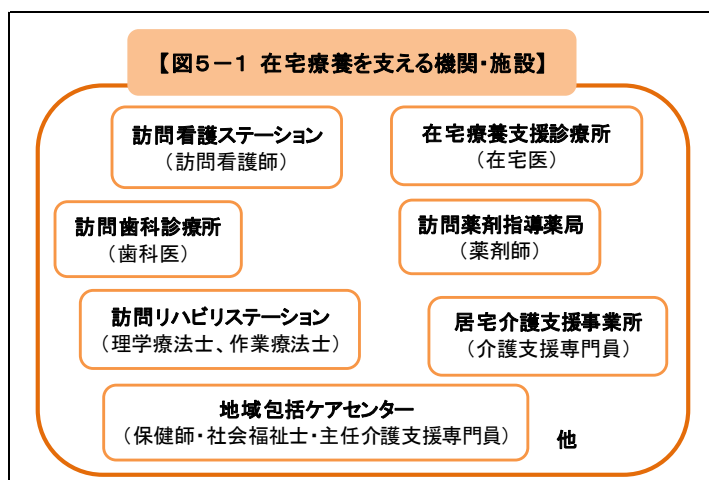 【図5－1 在宅療養を支える機関・施設】
訪問看護ステーション
（訪問看護師）
在宅療養支援診療所
（在宅医）
訪問歯科診療所
（歯科医）
訪問薬剤指導薬局
（薬剤師）
訪問リハビリステーション
（理学療法士、作業療法士）
居宅介護支援事業所
（介護支援専門員）
地域包括ケアセンター
（保健師・社会福祉士・主任介護支援専門員）
他